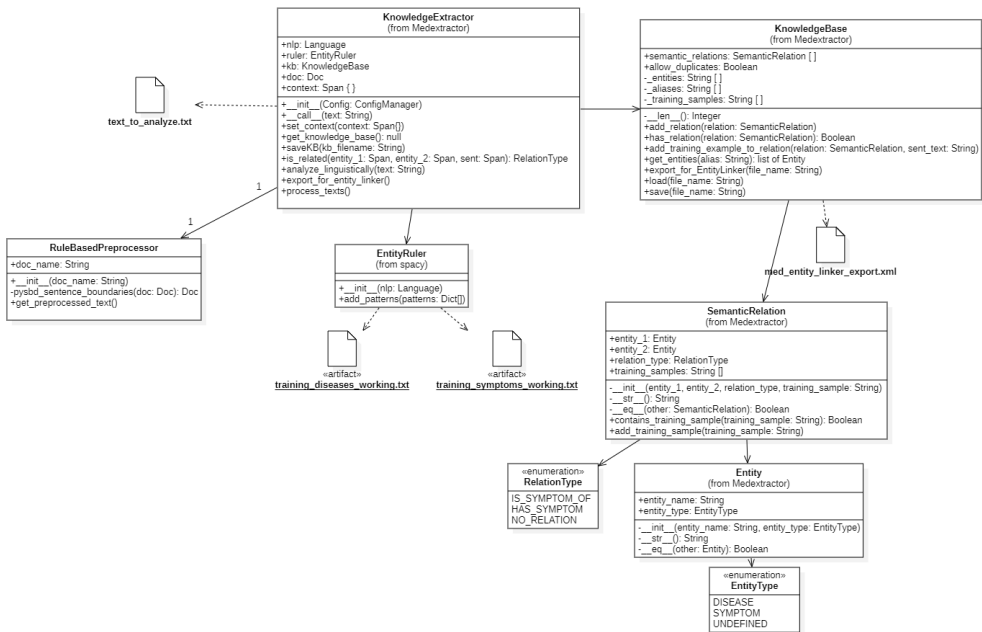 KnowledgeExtractor
(from Medextractor)
+nlp: Language
+ruler: EntityRuler
+kb: KnowledgeBase
+doc: Doc
+context: Span { }
+__init__(Config: ConfigManager)
+__call__(text: String)
+set_context(context: Span{})
+get_knowledge_base(): null
+saveKB(kb_filename: String)
+is_related(entity_1: Span, entity_2: Span, sent: Span): RelationType
+analyze_linguistically(text: String)
+export_for_entity_linker()
+process_texts()
KnowledgeBase
(from Medextractor)
+semantic_relations: SemanticRelation [ ]
+allow_duplicates: Boolean
-_entities: String [ ]
-_aliases: String [ ]
-_training_samples: String [ ]
-__len__(): Integer
+add_relation(relation: SemanticRelation)
+has_relation(relation: SemanticRelation): Boolean
+add_training_example_to_relation(relation: SemanticRelation, sent_text: String)
+get_entities(alias: String): list of Entity
+export_for_EntityLinker(file_name: String)
+load(file_name: String)
+save(file_name: String)
text_to_analyze.txt
1
1
RuleBasedPreprocessor
+doc_name: String
+__init__(doc_name: String)
-pysbd_sentence_boundaries(doc: Doc): Doc
+get_preprocessed_text()
EntityRuler
(from spacy)
+__init__(nlp: Language)
+add_patterns(patterns: Dict[])
med_entity_linker_export.xml
«artifact»
training_diseases_working.txt
«artifact»
training_symptoms_working.txt
SemanticRelation
(from Medextractor)
+entity_1: Entity
+entity_2: Entity
+relation_type: RelationType
+training_samples: String []
-__init__(entity_1, entity_2, relation_type, training_sample: String)
-__str__(): String
-__eq__(other: SemanticRelation): Boolean
+contains_training_sample(training_sample: String): Boolean
+add_training_sample(training_sample: String)
«enumeration»
RelationType
IS_SYMPTOM_OF
HAS_SYMPTOM
NO_RELATION
Entity
(from Medextractor)
+entity_name: String
+entity_type: EntityType
-__init__(entity_name: String, entity_type: EntityType)
-__str__(): String
-__eq__(other: Entity): Boolean
«enumeration»
EntityType
DISEASE
SYMPTOM
UNDEFINED